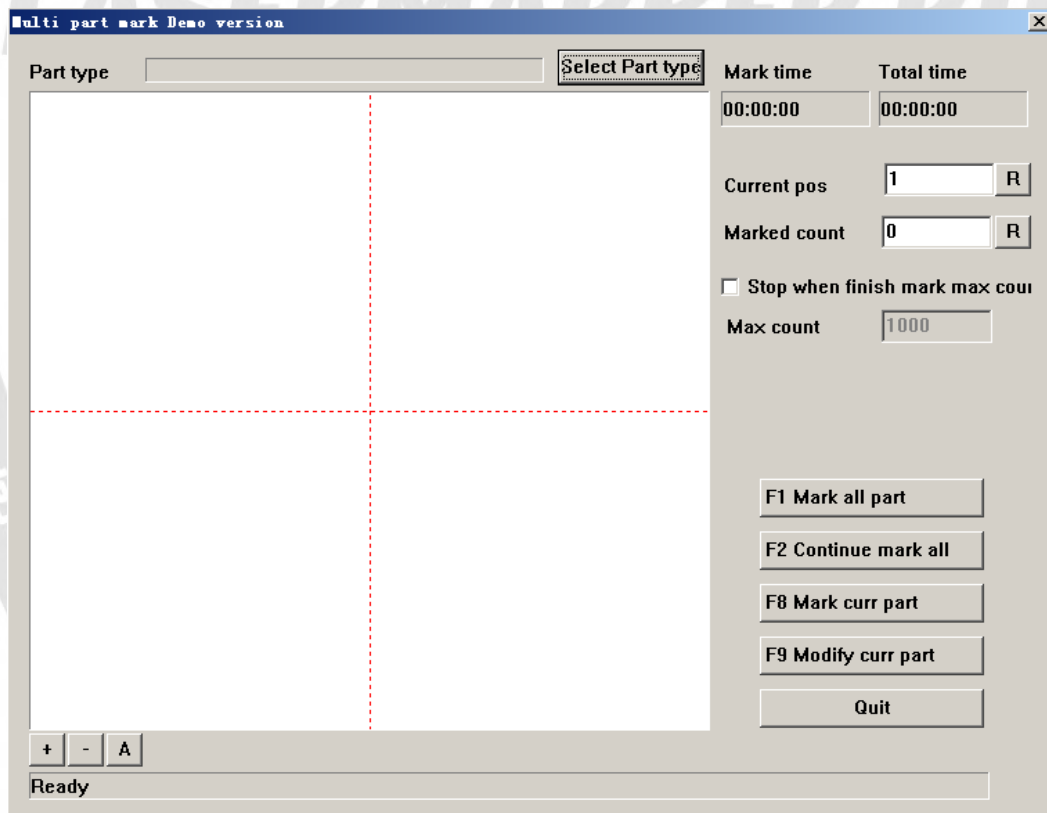 Multi part mark Demo version
Part type
Select Part type
Mark time
Total time
00:00:00
00:00:00
Current pos
1
R
Marked count
0
R
Stop when finish mark max cou
Max count
1000
F1 Mark all part
F2 Continue mark all
F8 Mark curr part
F9 Modify curr part
Quit
+
-
A
Ready